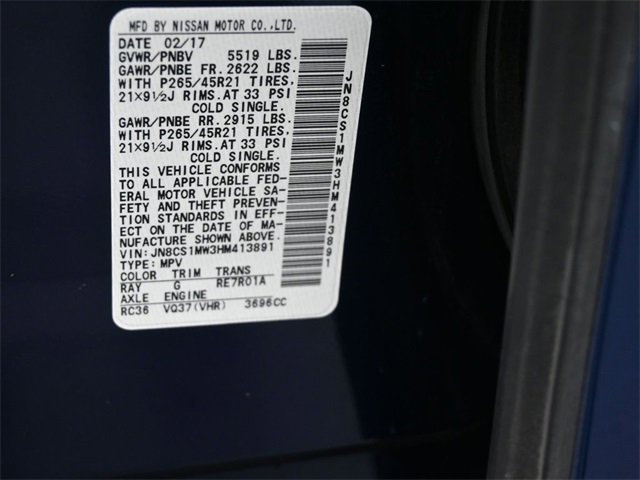 MFD BY NISSAN MOTOR CO.,LTD.
DATE 02/17
GVWR/PNBV 5519 LBS.
GAWR/PNBE FR. 2622 LBS.
WITH P265/45R21 TIRES,
21×9½J RIMS.AT 33 PSI
COLD SINGLE.
GAWR/PNBE RR. 2915 LBS.
WITH P265/45R21 TIRES,
21×9½J RIMS.AT 33 PSI
COLD SINGLE.
THIS VEHICLE CONFORMS
TO ALL APPLICABLE FED-
ERAL MOTOR VEHICLE SA-
FETY AND THEFT PREVEN-
TION STANDARDS IN EFF-
ECT ON THE DATE OF MA-
NUFACTURE SHOWN ABOVE.
VIN:JN8CS1MW3HM413891
TYPE:MPV
COLOR TRIM TRANS
RAY G RE7R01A
AXLE ENGINE
RC36 VQ37(VHR) 3696CC
JN8CS1MW3HM413891